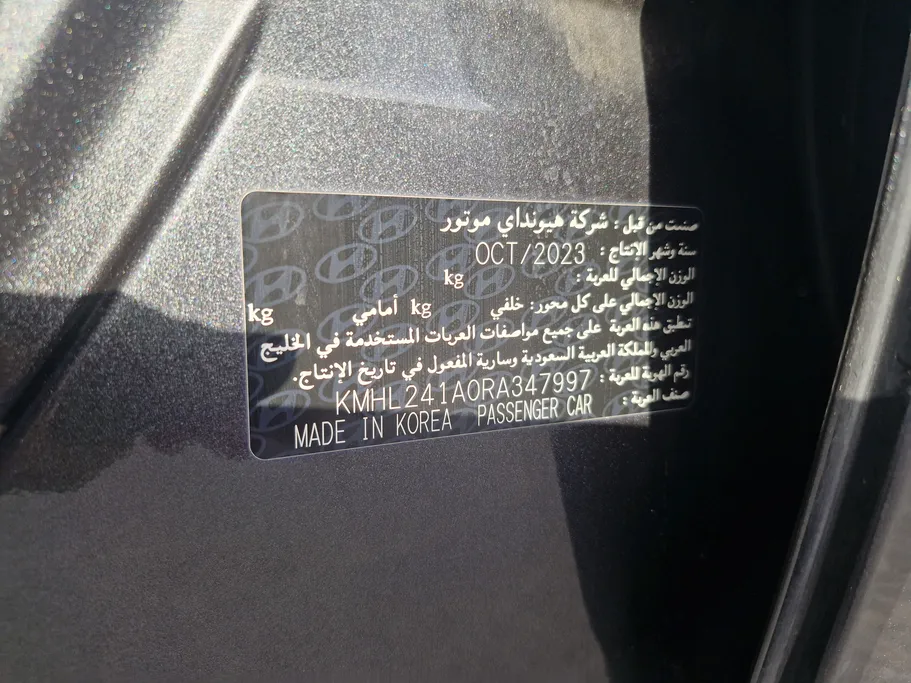 صنعت من قبل : شركة هيونداي موتور
سنة وشهر الإنتاج : OCT/2023
الوزن الإجمالي للعربة : kg
الوزن الإجمالي على كل محور : خلفي kg أمامي kg
تطبق هذه العربة على جميع مواصفات العربات المستخدمة في الخليج
العربي والمملكة العربية السعودية وسارية المفعول في تاريخ الإنتاج.
رقم الهوية للعربة : KMHL241A0RA347997
صنف العربة : PASSENGER CAR MADE IN KOREA